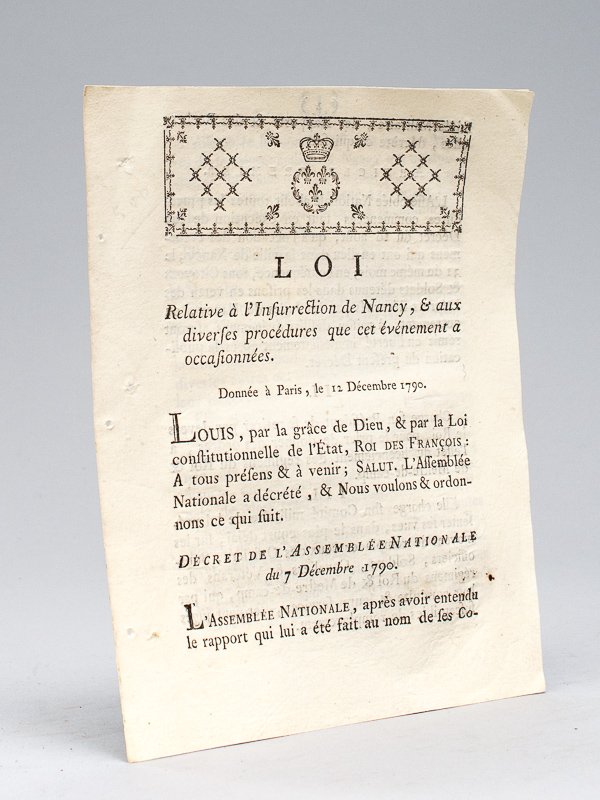 LOI
Relative à l'Inſurrection de Nancy, & aux
diverſes procédures que cet événement a
occaſionnées.
Donnée à Paris, le 12 Décembre 1790.
LOUIS, par la grâce de Dieu, & par la Loi
conſtitutionnelle de l'État, ROI DES FRANÇOIS:
A tous préſens & à venir; SALUT. L'Aſſemblée
Nationale a décrété, & Nous voulons & ordon-
nons ce qui ſuit.
DÉCRET DE L'ASSEMBLÉE NATIONALE
du 7 Décembre 1790.
L'ASSEMBLÉE NATIONALE, après avoir entendu
le rapport qui lui a été fait au nom de ſes Co-